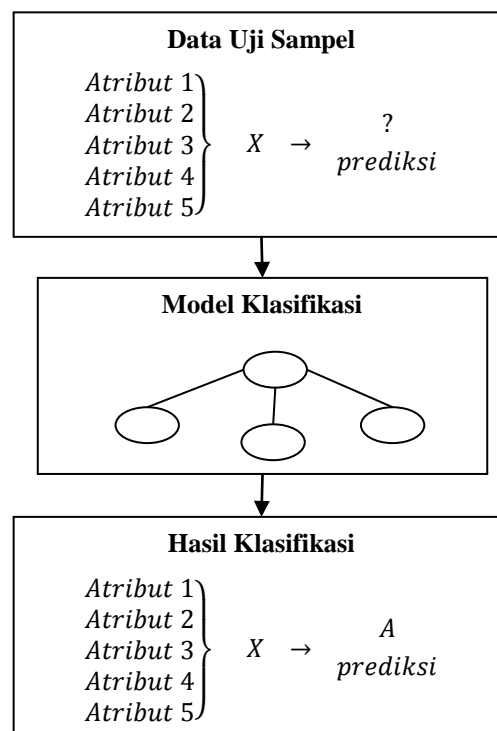 Data Uji Sampel
Atribut 1
Atribut 2
Atribut 3
Atribut 4
Atribut 5
X → ?
prediksi
Model Klasifikasi
Hasil Klasifikasi
Atribut 1
Atribut 2
Atribut 3
Atribut 4
Atribut 5
X → A
prediksi